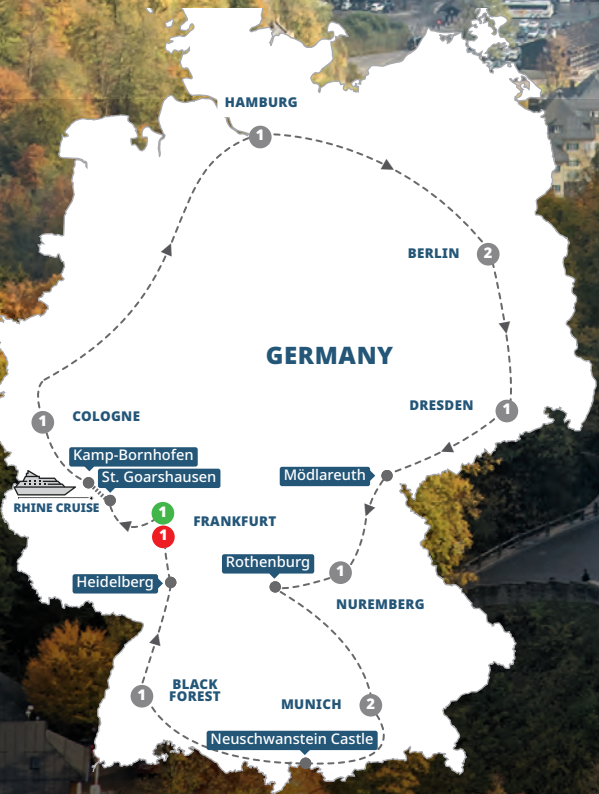 HAMBURG
1
BERLIN
2
GERMANY
DRESDEN
1
COLOGNE
1
Kamp-Bornhofen
St. Goarshausen
RHINE CRUISE
Mödlareuth
1
FRANKFURT
1
Rothenburg
1
NUREMBERG
Heidelberg
BLACK
FOREST
1
MUNICH
2
Neuschwanstein Castle